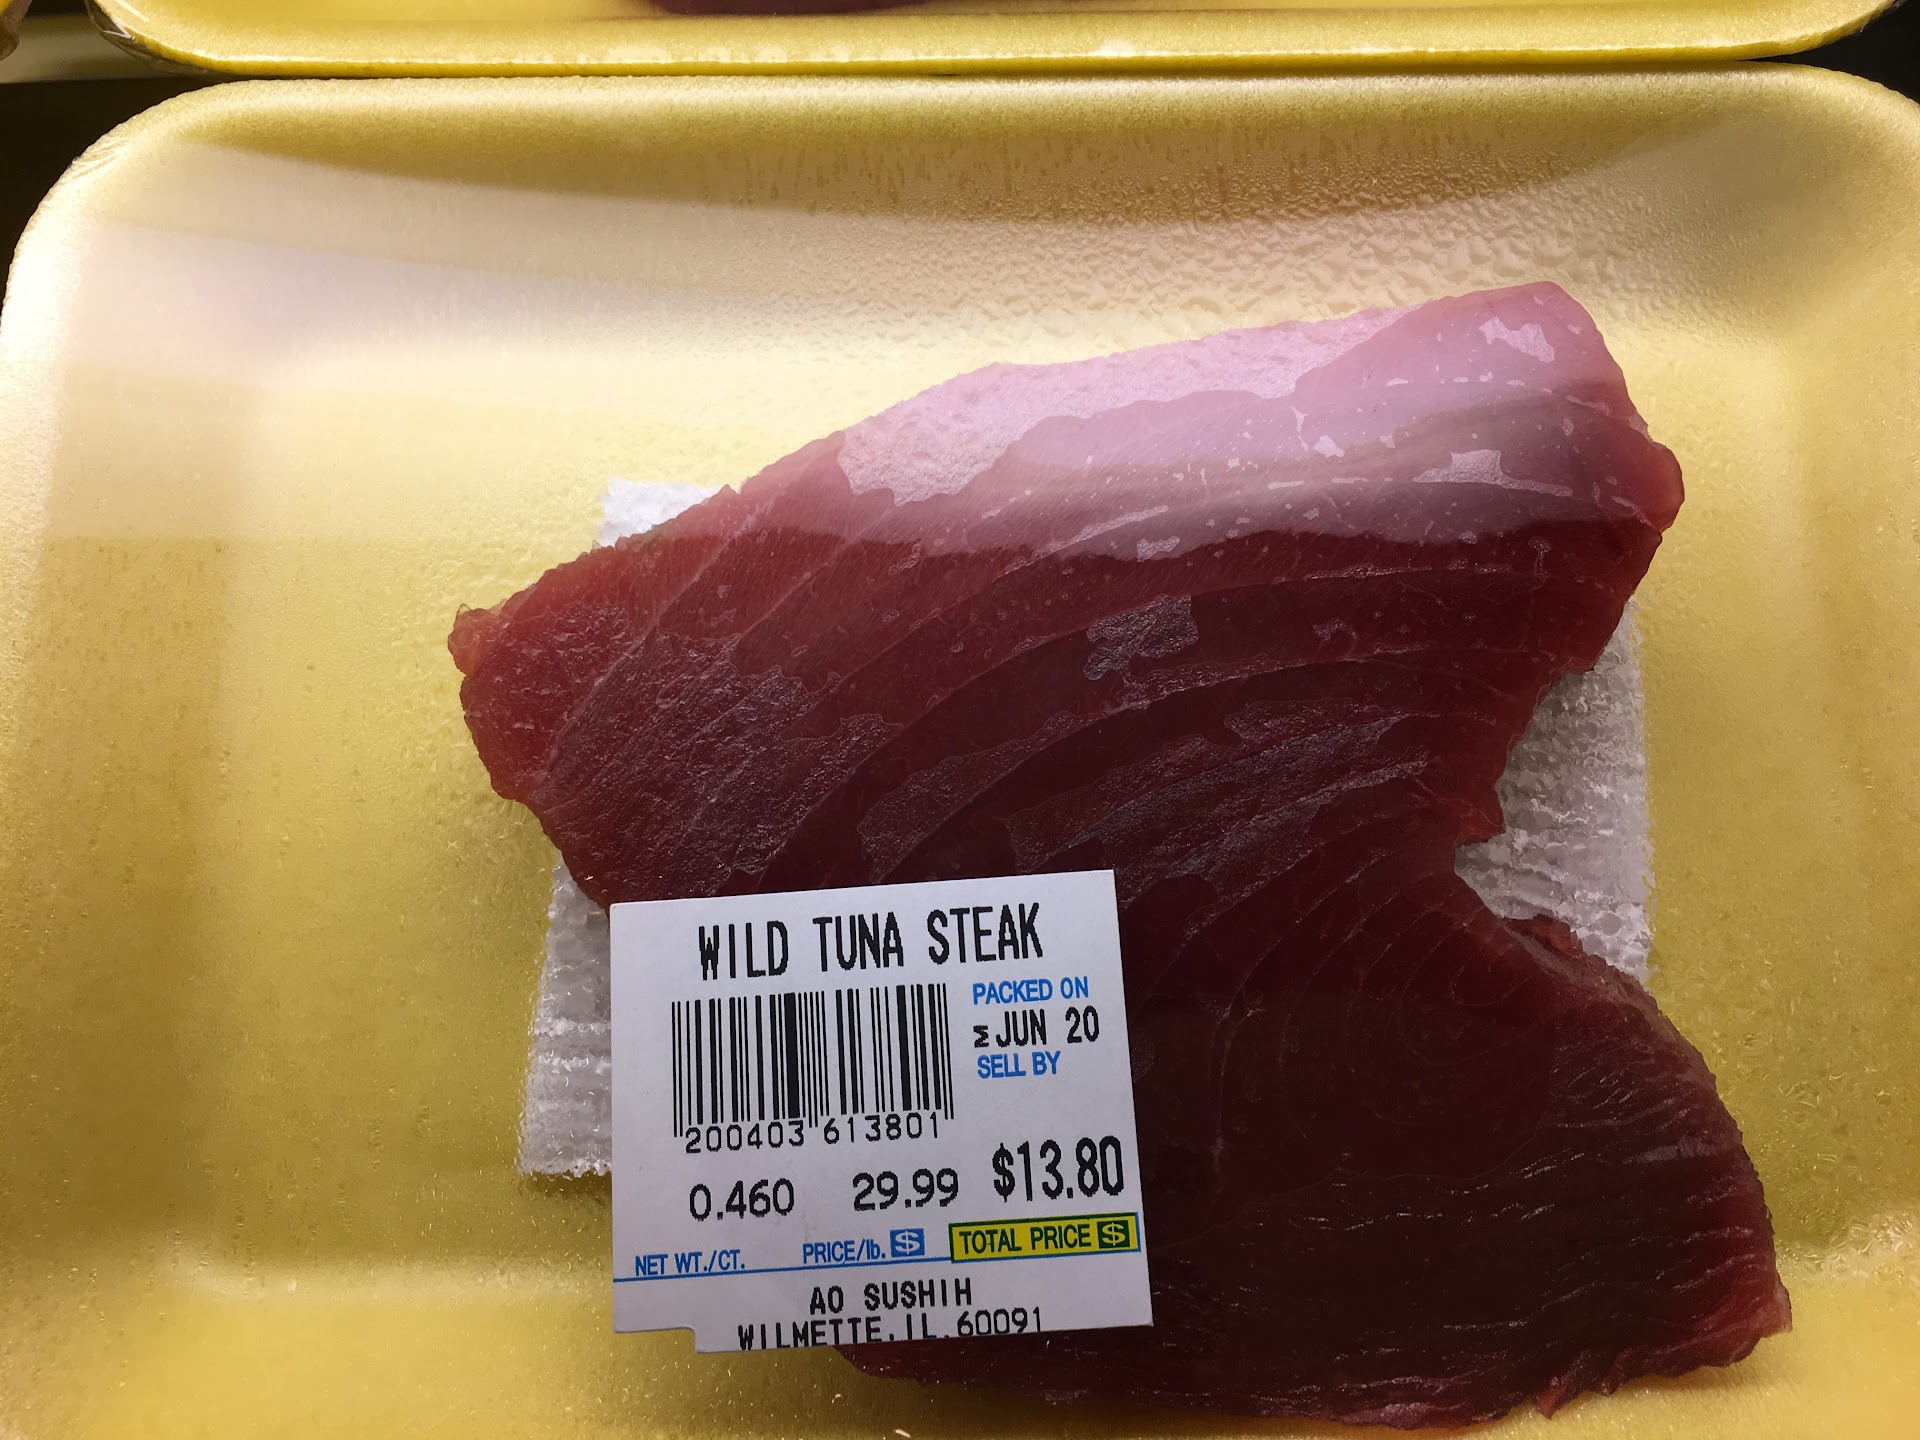 WILD TUNA STEAK
PACKED ON
JUN 20
SELL BY
200403 613801
0.460 29.99 $13.80
NET WT./CT. PRICE/lb. $ TOTAL PRICE $
AO SUSHIH
WILMETTE, IL 60091